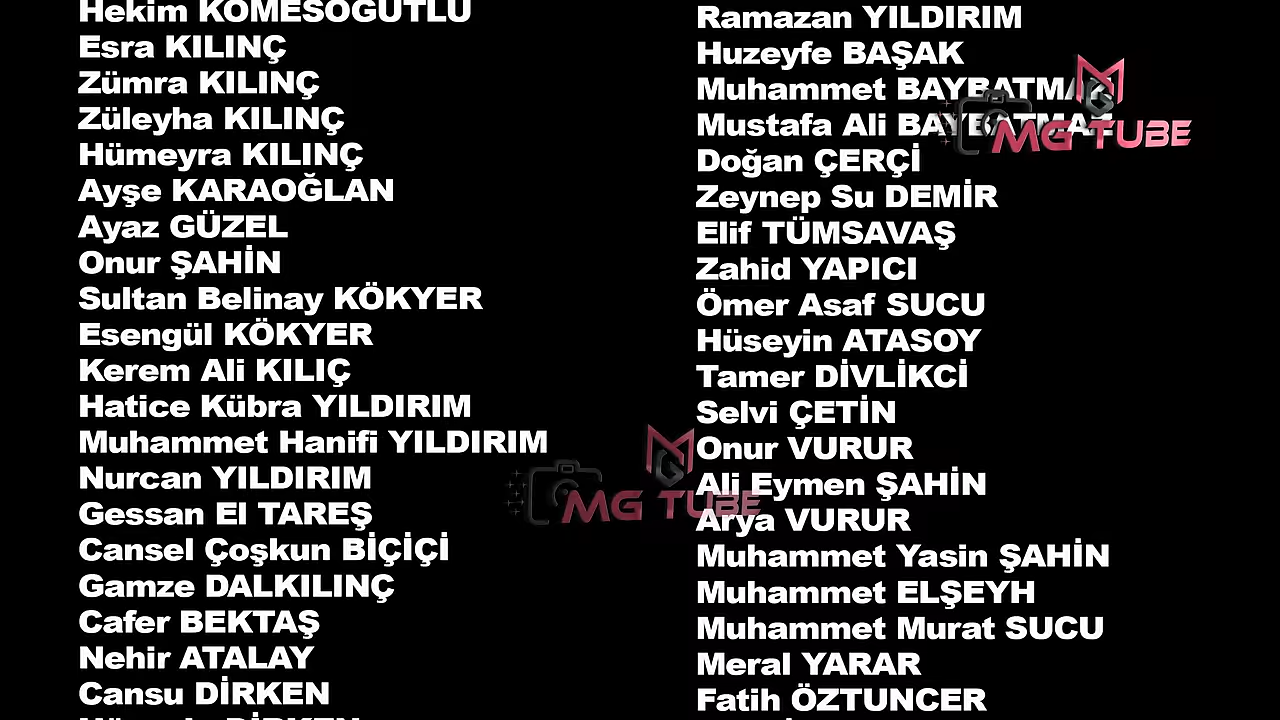 Hekim KÖMESÖĞÜTLÜ
Esra KILINÇ
Zümra KILINÇ
Züleyha KILINÇ
Hümeyra KILINÇ
Ayşe KARAOĞLAN
Ayaz GÜZEL
Onur ŞAHİN
Sultan Belinay KÖKYER
Esengül KÖKYER
Kerem Ali KILIÇ
Hatice Kübra YILDIRIM
Muhammet Hanifi YILDIRIM
Nurcan YILDIRIM
Gessan El TAREŞ
Cansel Çoşkun BİÇİÇİ
Gamze DALKILINÇ
Cafer BEKTAŞ
Nehir ATALAY
Cansu DİRKEN
DİRKEN
Ramazan YILDIRIM
Huzeyfe BAŞAK
Muhammet BAYBATMAZ
Mustafa Ali BAYBATMAZ
Doğan ÇERÇİ
Zeynep Su DEMİR
Elif TÜMSAVAŞ
Zahid YAPICI
Ömer Asaf SUCU
Hüseyin ATASOY
Tamer DİVLİKCİ
Selvi ÇETİN
Onur VURUR
Ali Eymen ŞAHİN
Arya VURUR
Muhammet Yasin ŞAHİN
Muhammet ELŞEYH
Muhammet Murat SUCU
Meral YARAR
Fatih ÖZTUNCER
MG TUBE
MG TUBE